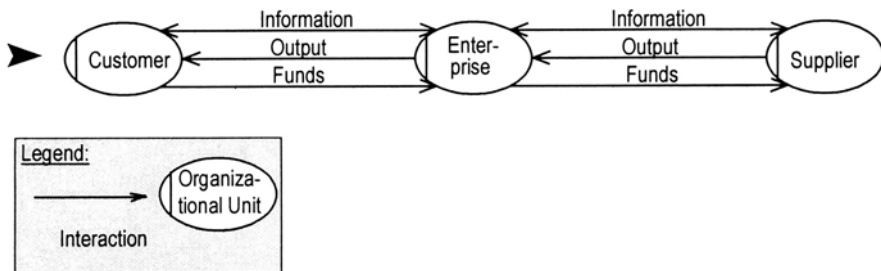 Information
Information
Customer
Output
Enter-
prise
Output
Supplier
Funds
Funds
Legend:
Organiza-
tional Unit
Interaction